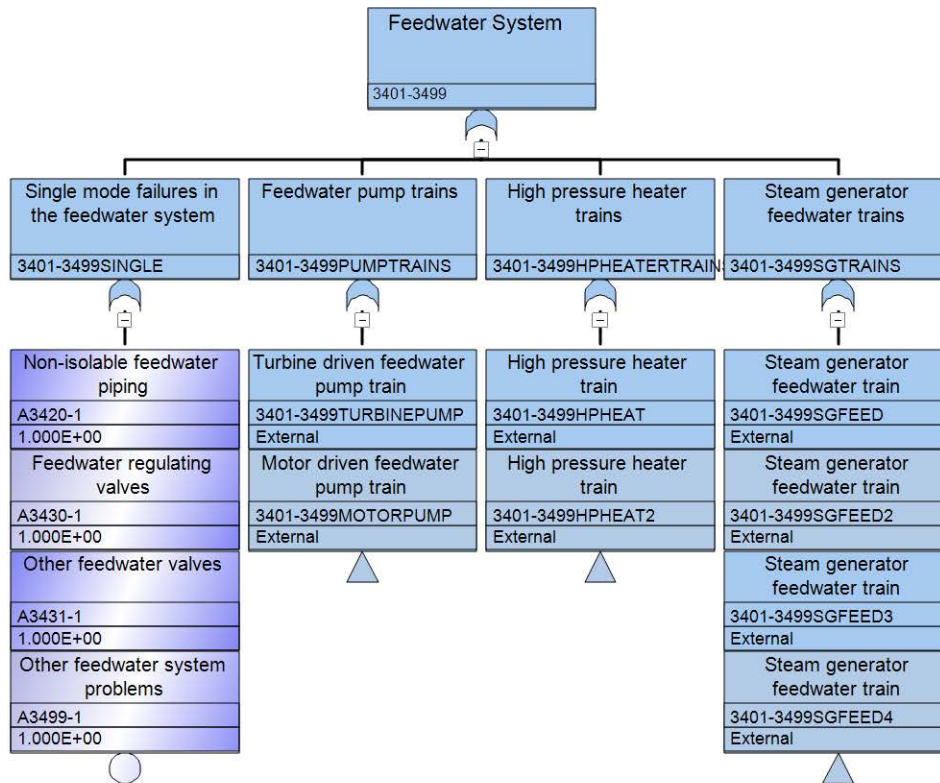 Feedwater System
3401-3499
Single mode failures in
the feedwater system
3401-3499SINGLE
Feedwater pump trains
3401-3499PUMPTRAINS
High pressure heater
trains
3401-3499HPHEATERTRAINS
Steam generator
feedwater trains
3401-3499SGTRAINS
Non-isolable feedwater
piping
A3420-1
1.000E+00
Feedwater regulating
valves
A3430-1
1.000E+00
Other feedwater valves
A3431-1
1.000E+00
Other feedwater system
problems
A3499-1
1.000E+00
Turbine driven feedwater
pump train
3401-3499TURBINEPUMP
External
Motor driven feedwater
pump train
3401-3499MOTORPUMP
External
High pressure heater
train
3401-3499HPHEAT
External
High pressure heater
train
3401-3499HPHEAT2
External
Steam generator
feedwater train
3401-3499SGFEED
External
Steam generator
feedwater train
3401-3499SGFEED2
External
Steam generator
feedwater train
3401-3499SGFEED3
External
Steam generator
feedwater train
3401-3499SGFEED4
External